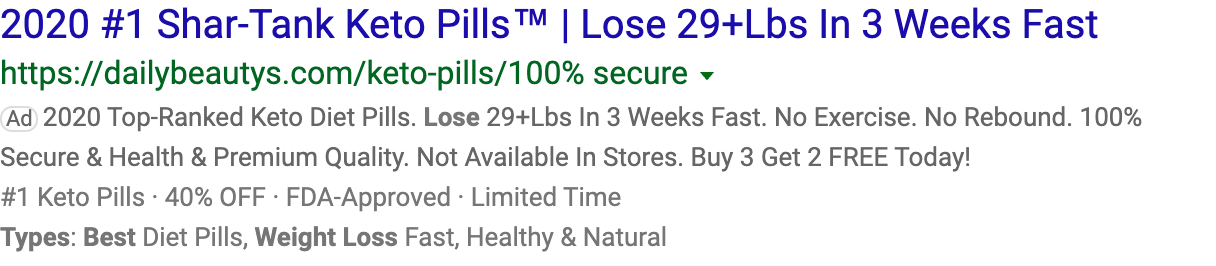 2020 #1 Shar-Tank Keto Pills™ | Lose 29+Lbs In 3 Weeks Fast
https://dailybeautys.com/keto-pills/100% secure
Ad 2020 Top-Ranked Keto Diet Pills. Lose 29+Lbs In 3 Weeks Fast. No Exercise. No Rebound. 100%
Secure & Health & Premium Quality. Not Available In Stores. Buy 3 Get 2 FREE Today!
#1 Keto Pills · 40% OFF · FDA-Approved · Limited Time
Types: Best Diet Pills, Weight Loss Fast, Healthy & Natural